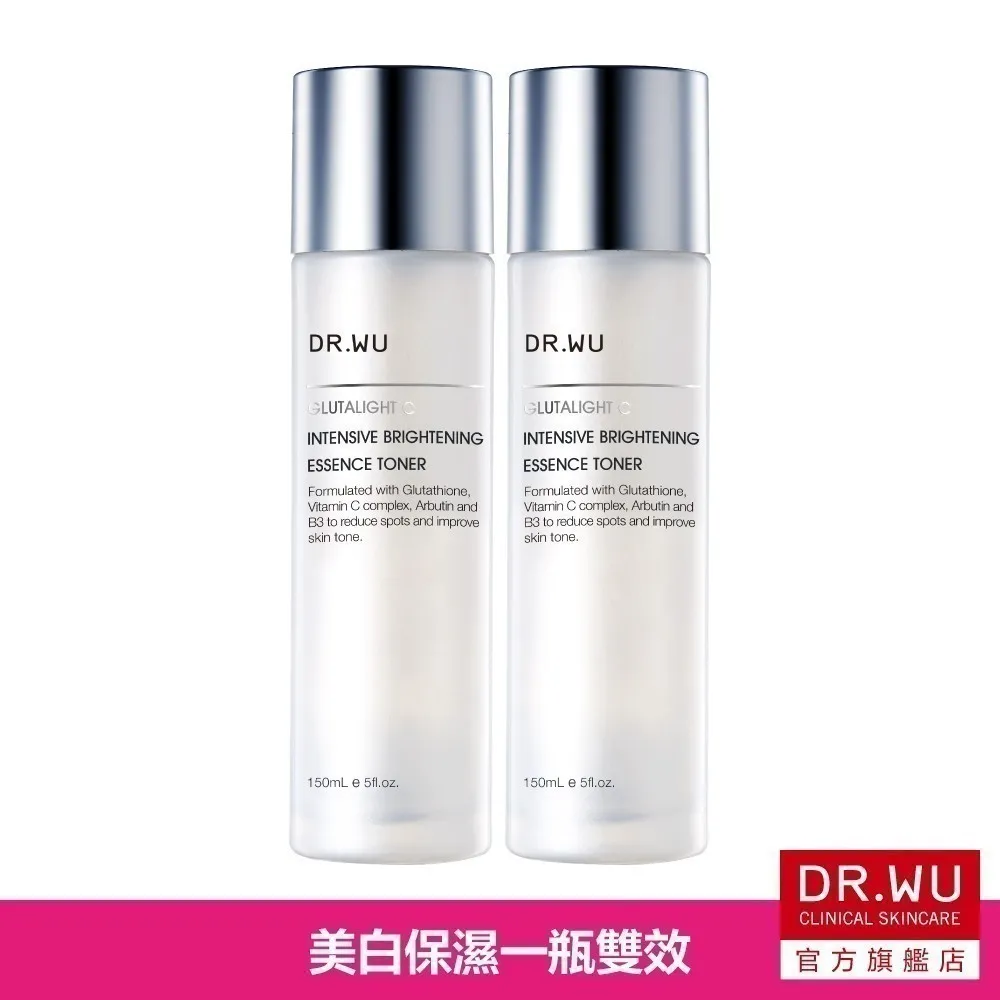 DR.WU
GLUTALIGHT C
INTENSIVE BRIGHTENING
ESSENCE TONER
Formulated with Glutathione,
Vitamin C complex, Arbutin and
B3 to reduce spots and improve
skin tone.
150mL e 5fl.oz.
DR.WU
GLUTALIGHT C
INTENSIVE BRIGHTENING
ESSENCE TONER
Formulated with Glutathione,
Vitamin C complex, Arbutin and
B3 to reduce spots and improve
skin tone.
150mL e 5fl.oz.
美白保濕一瓶雙效
DR.WU
CLINICAL SKINCARE
官方旗艦店